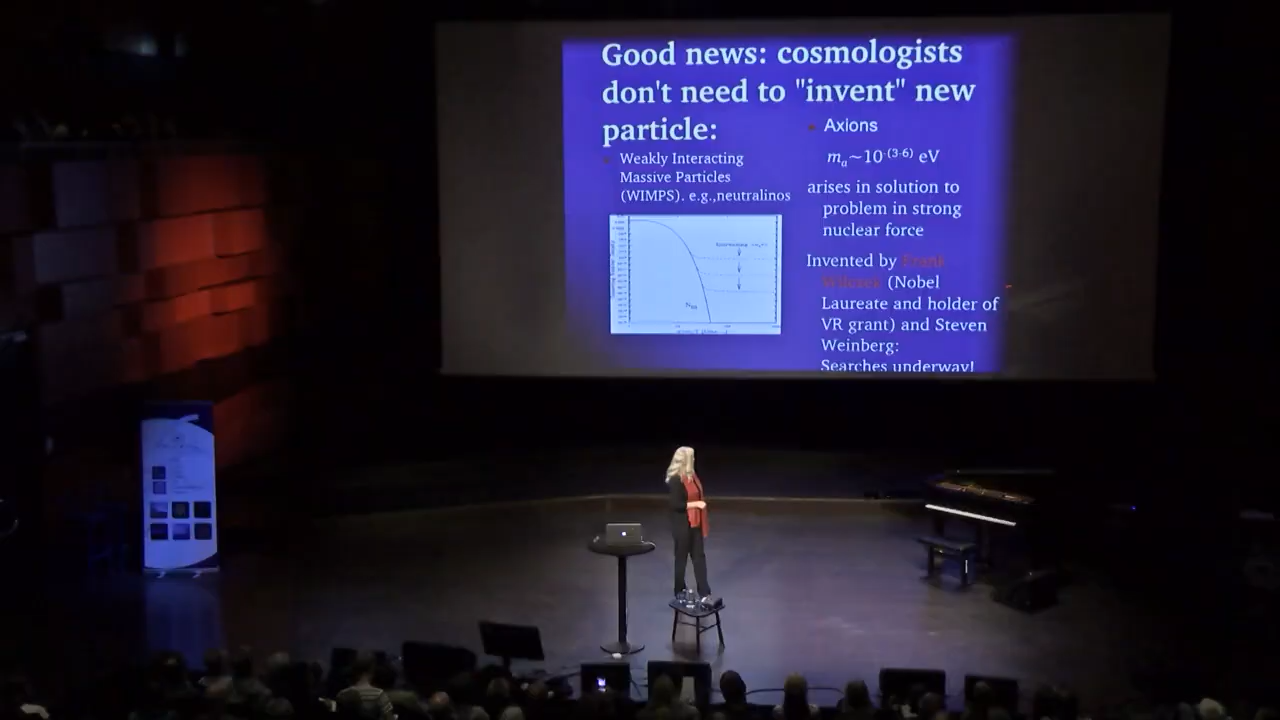 Good news: cosmologists
don't need to "invent" new
particle:
Weakly Interacting
Massive Particles
(WIMPS). e.g.,neutralinos
Axions
mₐ~10⁻⁽³⁻⁶⁾ eV
arises in solution to
problem in strong
nuclear force
Invented by Frank
Wilczek (Nobel
Laureate and holder of
VR grant) and Steven
Weinberg:
Searches underway!